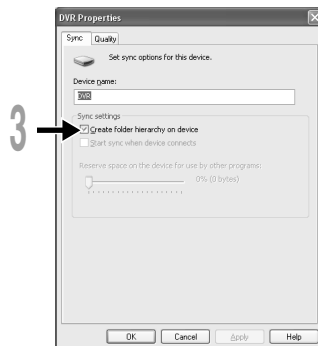 DVR Properties
Sync Quality
Set sync options for this device.
Device name:
DVR
Sync settings
3
Create folder hierarchy on device
Start sync when device connects
Reserve space on the device for use by other programs:
0% (0 bytes)
OK Cancel Apply Help